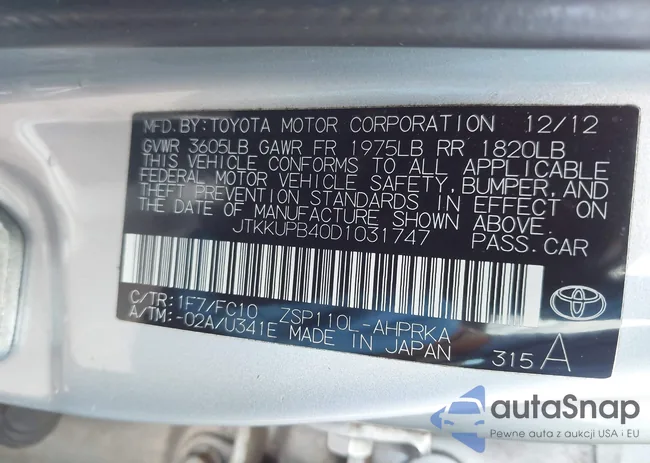 MFD.BY:TOYOTA MOTOR CORPORATION 12/12
GVWR 3605LB GAWR FR 1975LB RR 1820LB
THIS VEHICLE CONFORMS TO ALL APPLICABLE
FEDERAL MOTOR VEHICLE SAFETY,BUMPER,AND
THEFT PREVENTION STANDARDS IN EFFECT ON
THE DATE OF MANUFACTURE SHOWN ABOVE.
JTKKUPB40D1031747 PASS.CAR
C/TR:1F7/FC10 ZSP110L-AHPRKA
A/TM:-02A/U341E MADE IN JAPAN 315A
autaSnap
Pewne auta z aukcji USA i EU